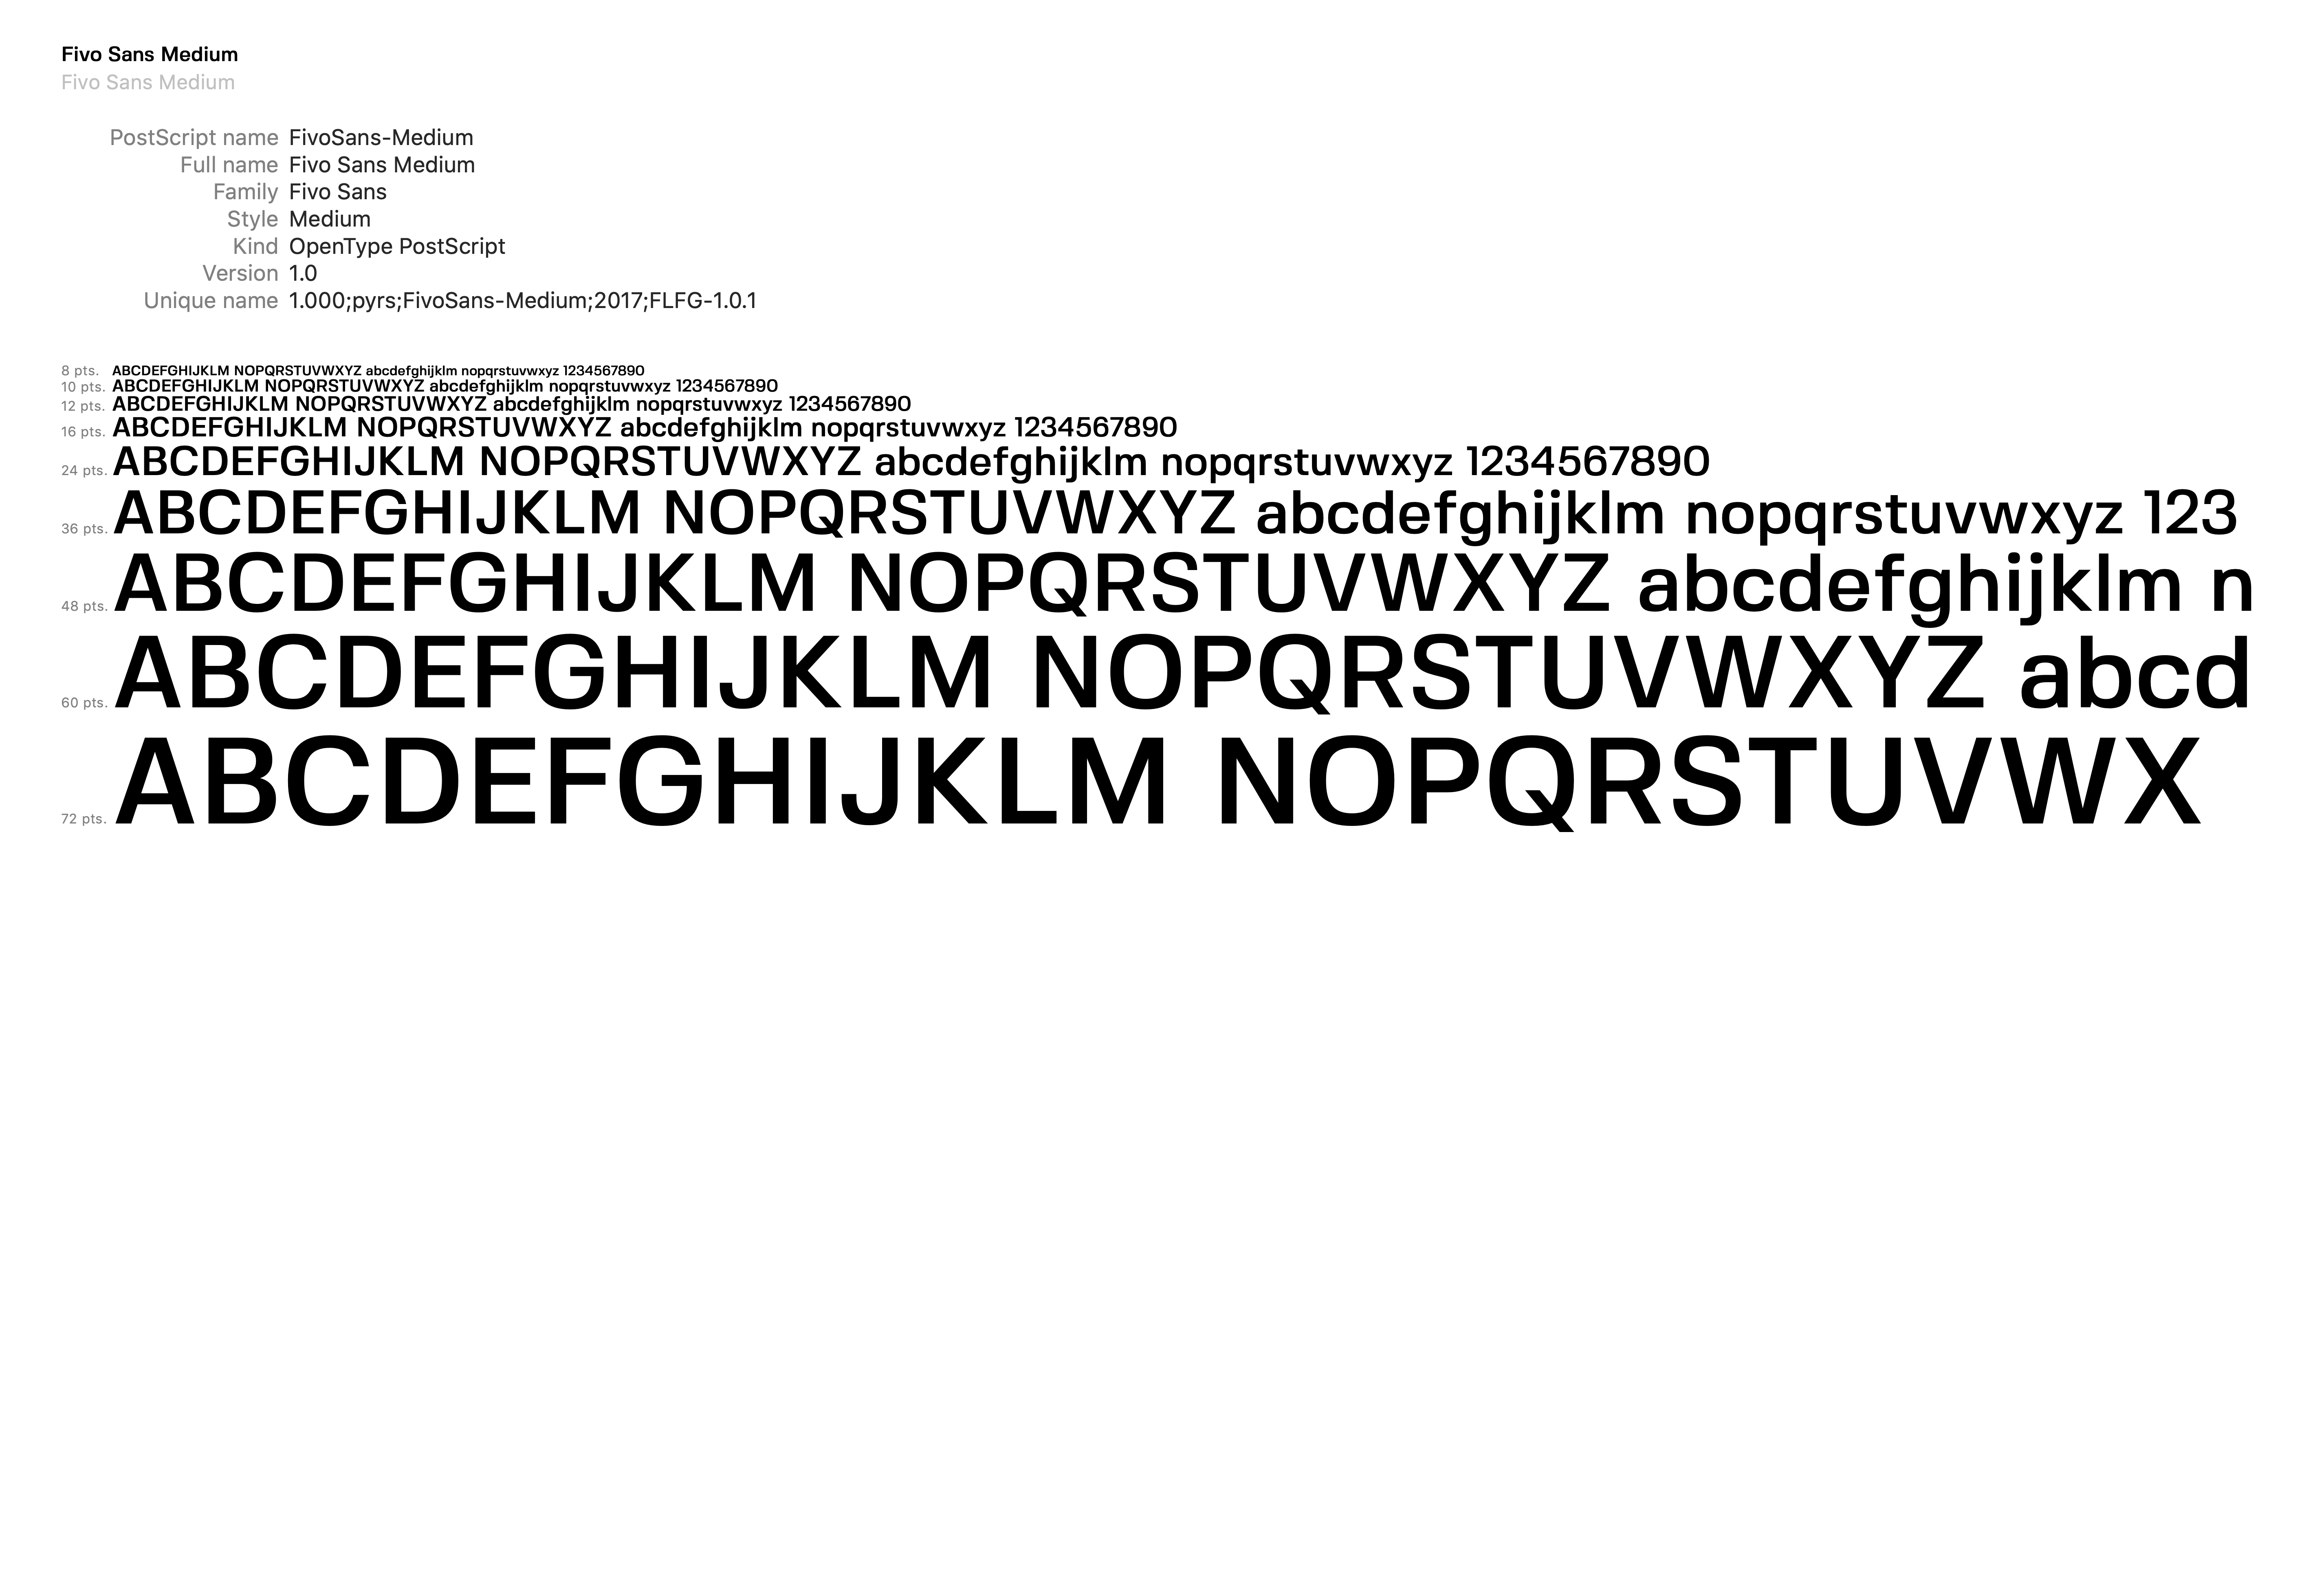 Fivo Sans Medium
Fivo Sans Medium
PostScript name FivoSans-Medium
Full name Fivo Sans Medium
Family Fivo Sans
Style Medium
Kind OpenType PostScript
Version 1.0
Unique name 1.000;pyrs;FivoSans-Medium;2017;FLFG-1.0.1
8 pts. ABCDEFGHIJKLM NOPQRSTUVWXYZ abcdefghijklm nopqrstuvwxyz 1234567890
10 pts. ABCDEFGHIJKLM NOPQRSTUVWXYZ abcdefghijklm nopqrstuvwxyz 1234567890
12 pts. ABCDEFGHIJKLM NOPQRSTUVWXYZ abcdefghijklm nopqrstuvwxyz 1234567890
16 pts. ABCDEFGHIJKLM NOPQRSTUVWXYZ abcdefghijklm nopqrstuvwxyz 1234567890
24 pts. ABCDEFGHIJKLM NOPQRSTUVWXYZ abcdefghijklm nopqrstuvwxyz 1234567890
36 pts. ABCDEFGHIJKLM NOPQRSTUVWXYZ abcdefghijklm nopqrstuvwxyz 123
48 pts. ABCDEFGHIJKLM NOPQRSTUVWXYZ abcdefghijklm n
60 pts. ABCDEFGHIJKLM NOPQRSTUVWXYZ abcd
72 pts. ABCDEFGHIJKLM NOPQRSTUVWX